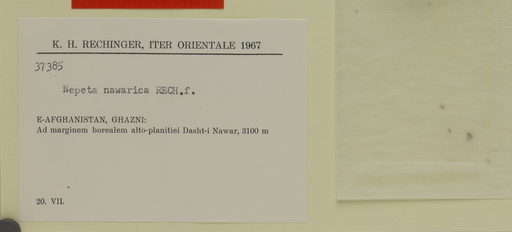 K. H. RECHINGER, ITER ORIENTALE 1967
37385
Nepeta nawarica RECH.f.
E-AFGHANISTAN, GHAZNI:
Ad marginem borealem alto-planitiei Dasht-i Nawar, 3100 m
20. VII.